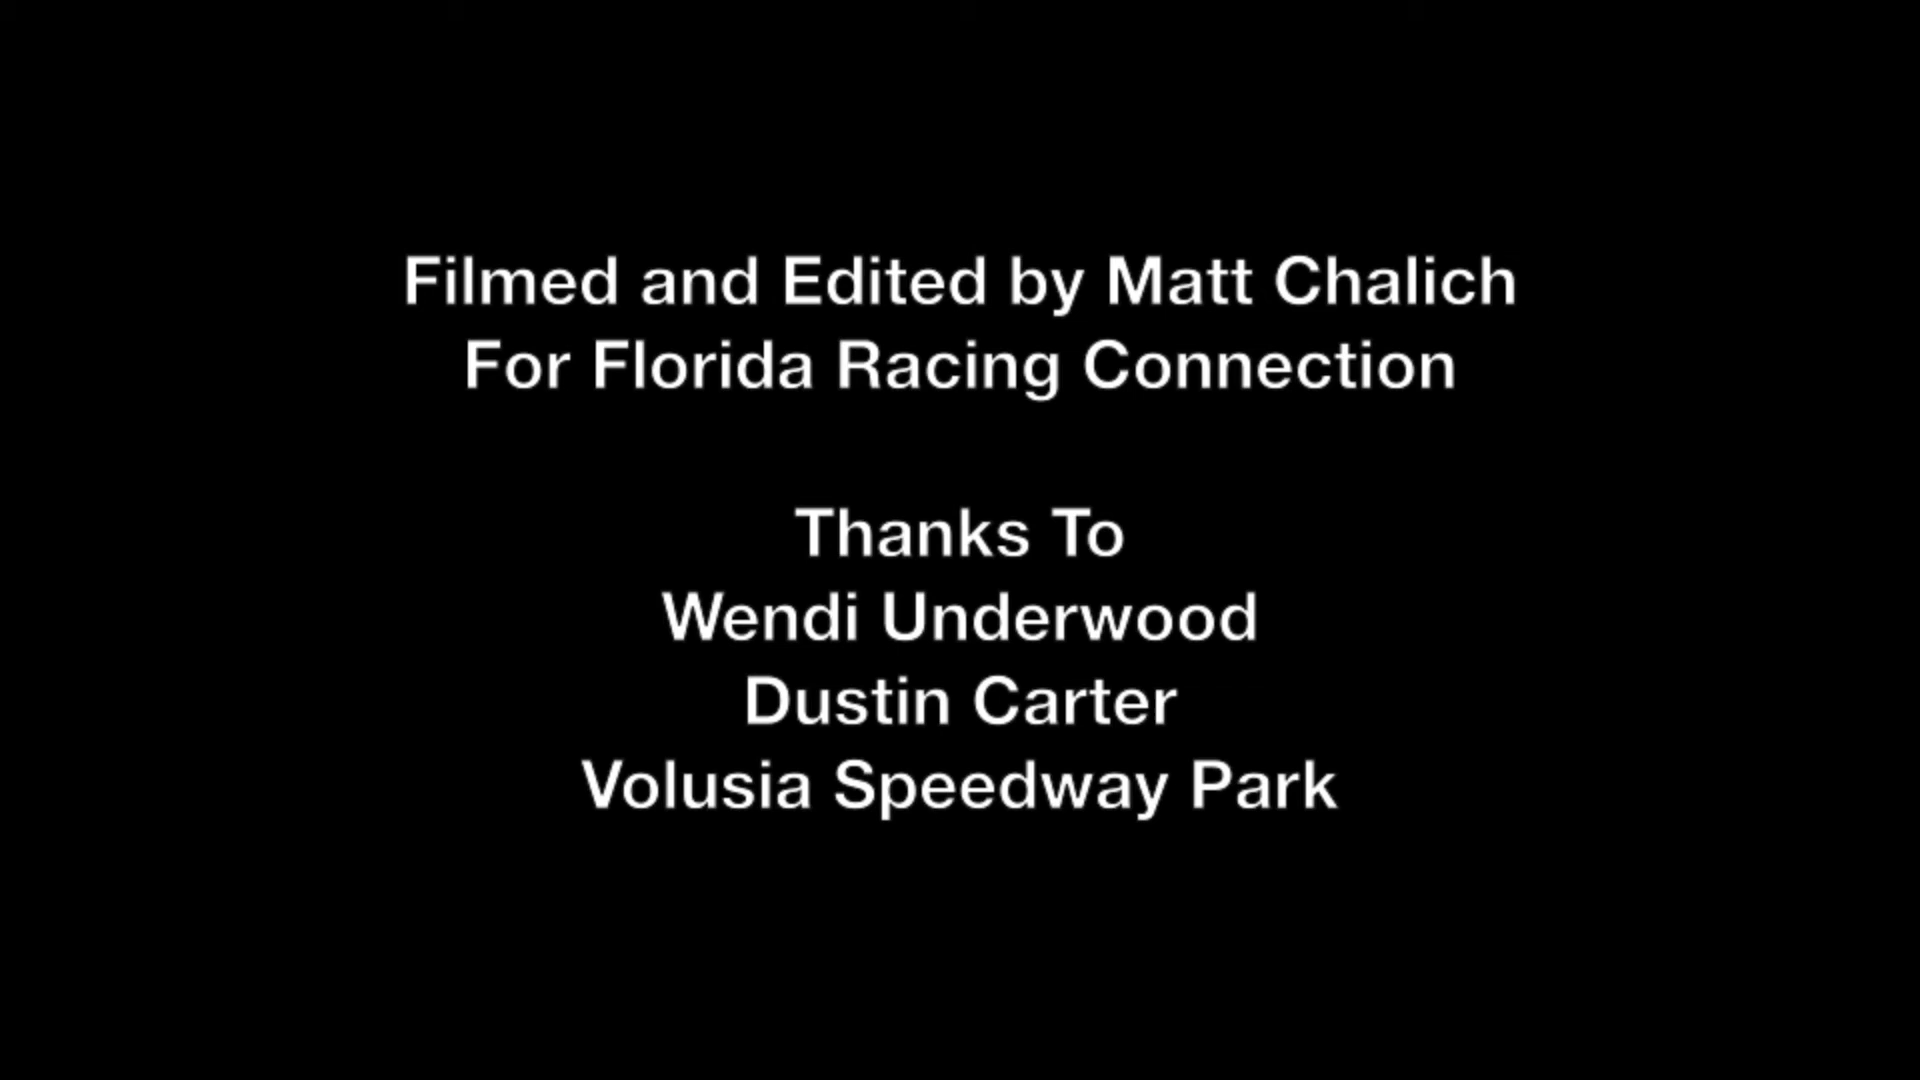 Filmed and Edited by Matt Chalich
For Florida Racing Connection
Thanks To
Wendi Underwood
Dustin Carter
Volusia Speedway Park